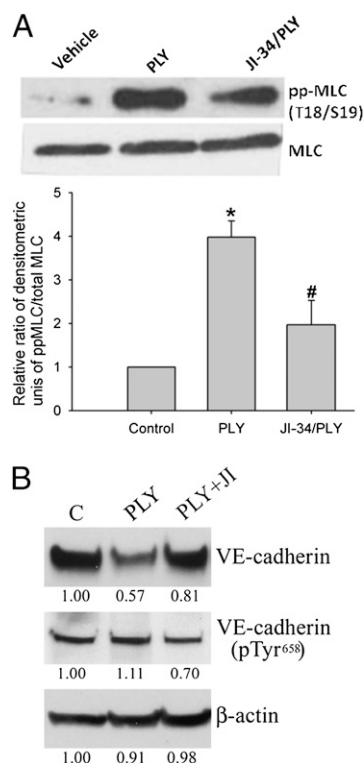 A
Vehicle PLY JI-34/PLY
pp-MLC
(T18/S19)
MLC
Relative ratio of densitometric
unis of ppMLC/total MLC
5
4
3
2
1
0
*
#
Control PLY JI-34/PLY
B
C PLY PLY+JI
VE-cadherin
1.00 0.57 0.81
VE-cadherin
(pTyr658)
1.00 1.11 0.70
β-actin
1.00 0.91 0.98